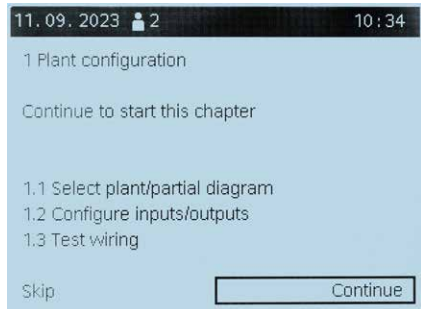 11.09.2023 2 10:34
1 Plant configuration
Continue to start this chapter
1.1 Select plant/partial diagram
1.2 Configure inputs/outputs
1.3 Test wiring
Skip Continue